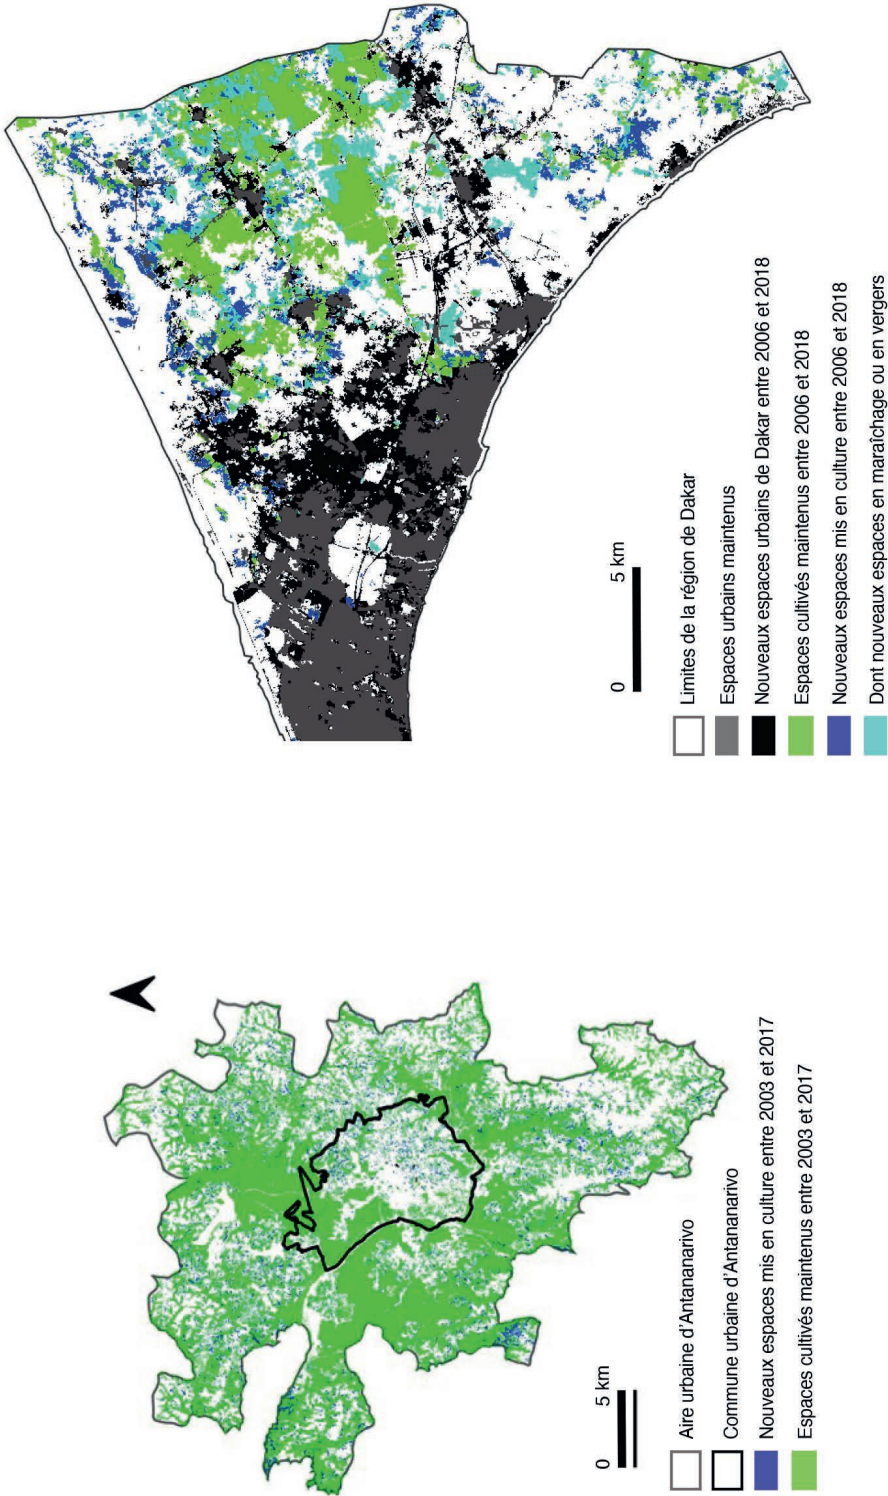 0 5 km
Aire urbaine d'Antananarivo
Commune urbaine d'Antananarivo
Nouveaux espaces mis en culture entre 2003 et 2017
Espaces cultivés maintenus entre 2003 et 2017
0 5 km
Limites de la région de Dakar
Espaces urbains maintenus
Nouveaux espaces urbains de Dakar entre 2006 et 2018
Espaces cultivés maintenus entre 2006 et 2018
Nouveaux espaces mis en culture entre 2006 et 2018
Dont nouveaux espaces en maraîchage ou en vergers